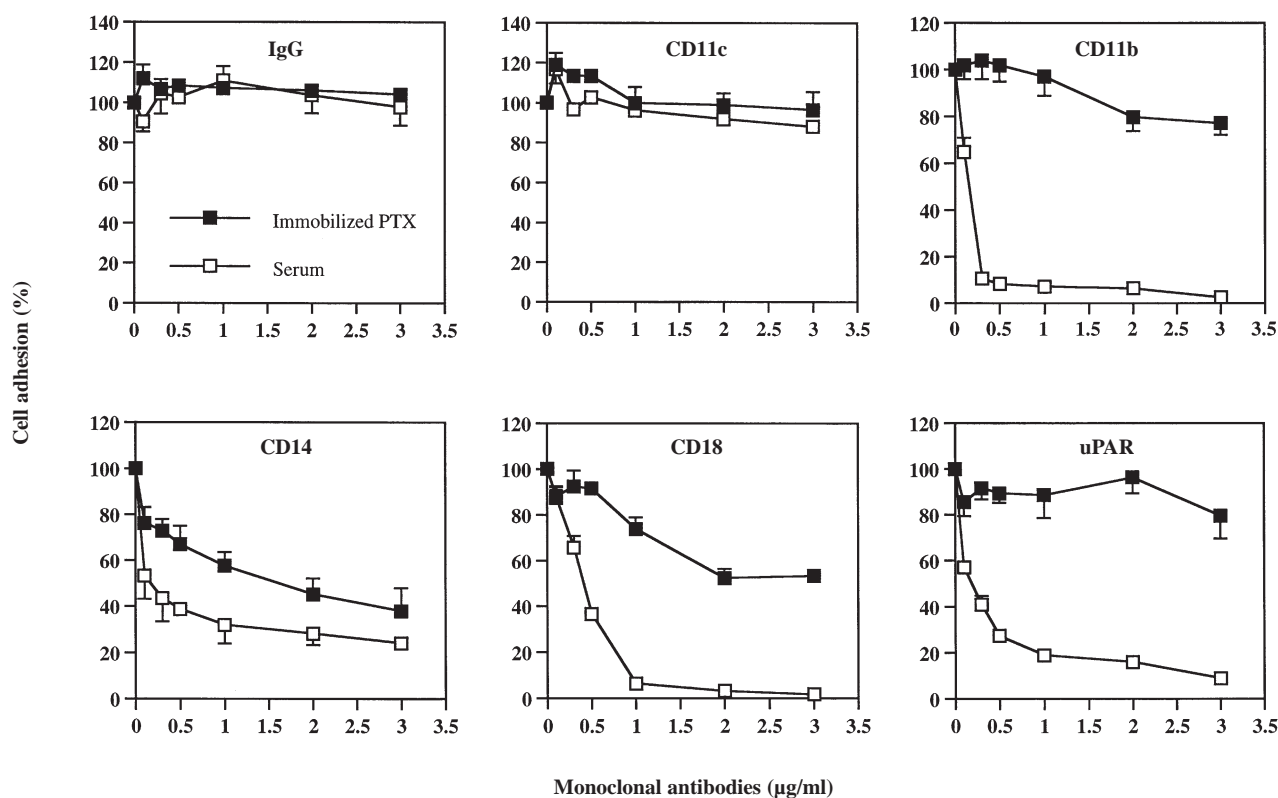 140
120
100
80
60
40
20
0
IgG
Immobilized PTX
Serum
0 0.5 1 1.5 2 2.5 3 3.5
140
120
100
80
60
40
20
0
CD11c
0 0.5 1 1.5 2 2.5 3 3.5
120
100
80
60
40
20
0
CD11b
0 0.5 1 1.5 2 2.5 3 3.5
Cell adhesion (%)
120
100
80
60
40
20
0
CD14
0 0.5 1 1.5 2 2.5 3 3.5
120
100
80
60
40
20
0
CD18
0 0.5 1 1.5 2 2.5 3 3.5
120
100
80
60
40
20
0
uPAR
0 0.5 1 1.5 2 2.5 3 3.5
Monoclonal antibodies (µg/ml)